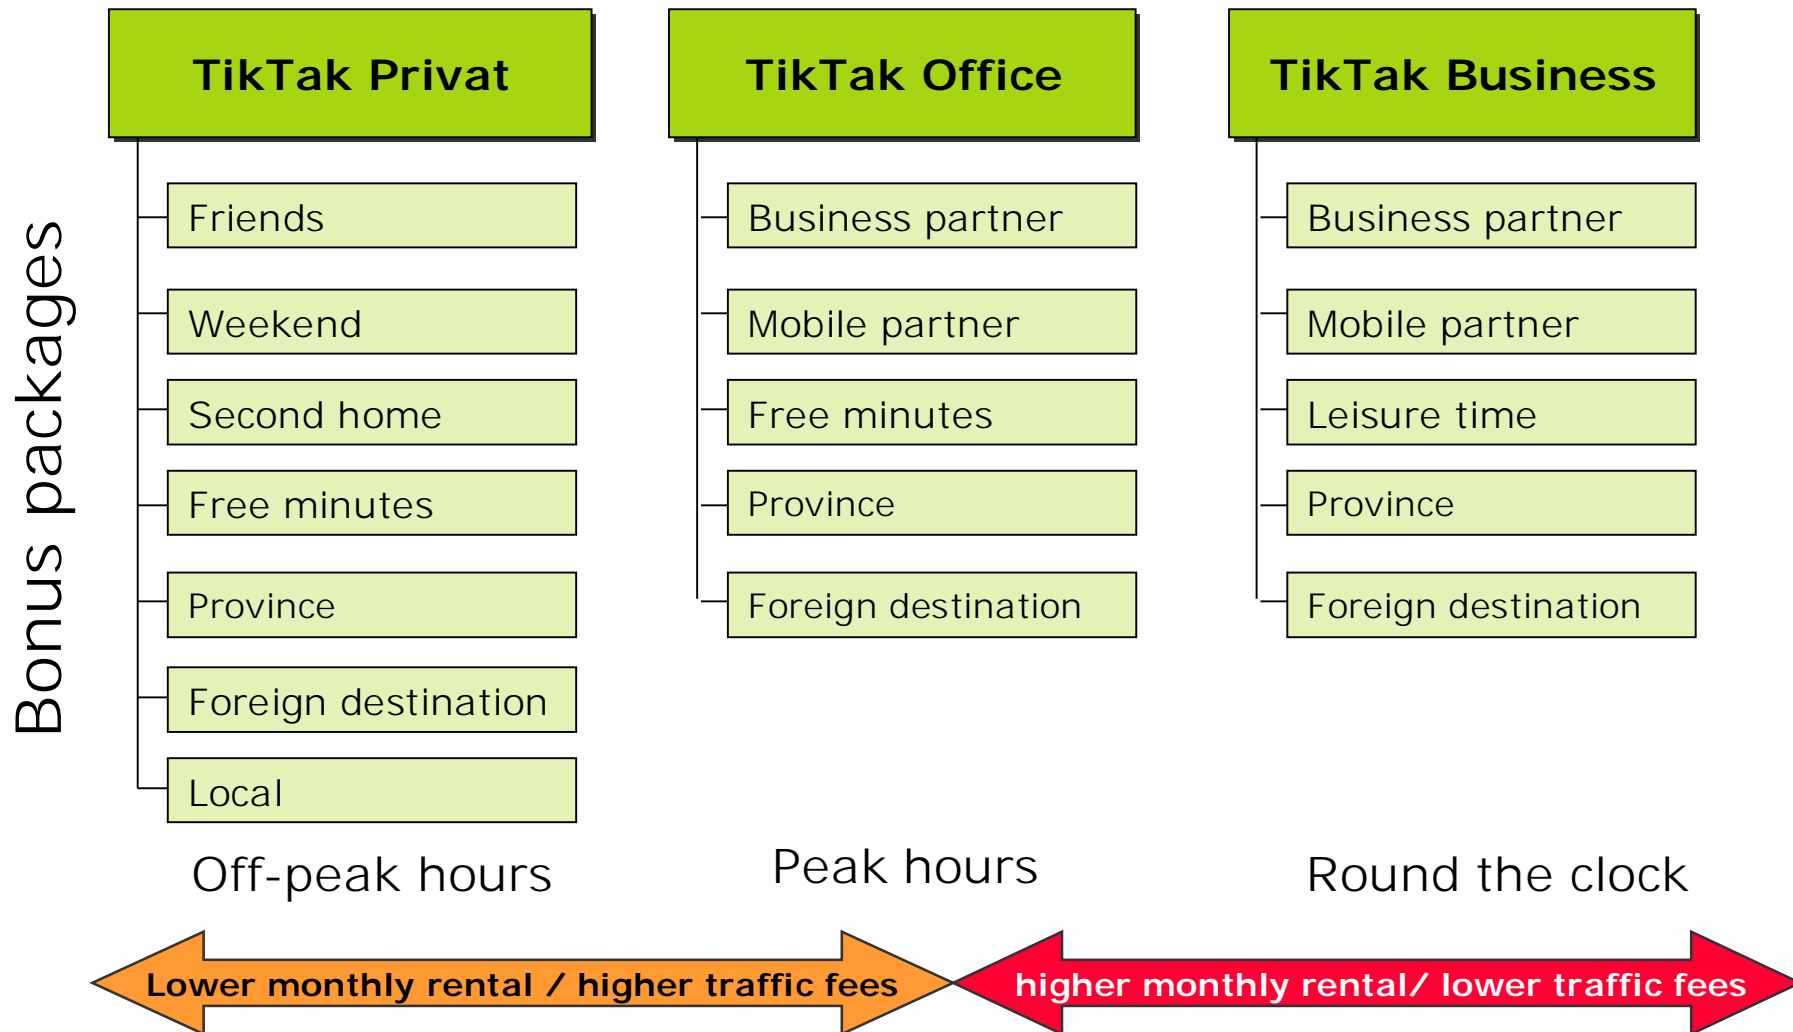 TikTak Privat
TikTak Office
TikTak Business
Bonus packages
Friends
Weekend
Second home
Free minutes
Province
Foreign destination
Local
Business partner
Mobile partner
Free minutes
Province
Foreign destination
Business partner
Mobile partner
Leisure time
Province
Foreign destination
Off-peak hours
Peak hours
Round the clock
Lower monthly rental / higher traffic fees
higher monthly rental/ lower traffic fees